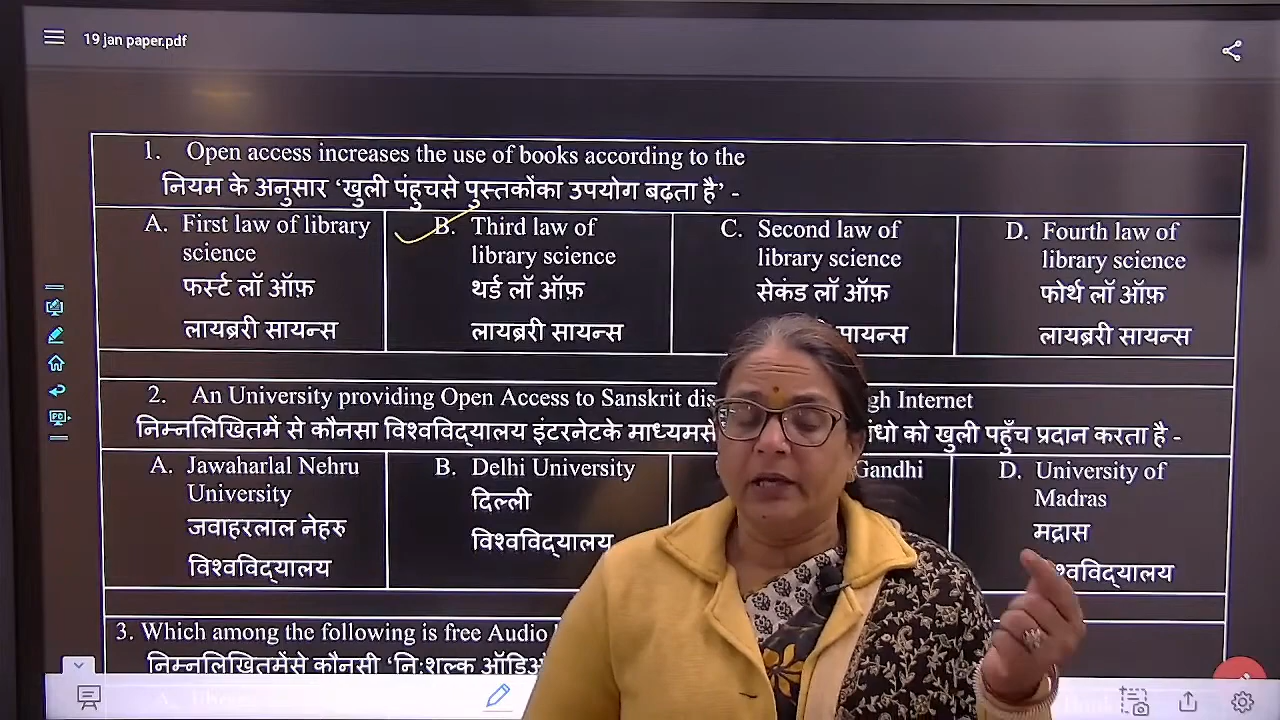 19 jan paper.pdf
1. Open access increases the use of books according to the
नियम के अनुसार ‘खुली पंहुचसे पुस्तकोंका उपयोग बढ़ता है’ -
A. First law of library
science
फर्स्ट लॉ ऑफ़
लायब्ररी सायन्स
B. Third law of
library science
थर्ड लॉ ऑफ़
लायब्ररी सायन्स
C. Second law of
library science
सेकंड लॉ ऑफ़
सायन्स
D. Fourth law of
library science
फोर्थ लॉ ऑफ़
लायब्ररी सायन्स
2. An University providing Open Access to Sanskrit Internet
निम्नलिखितमें से कौनसा विश्वविद्यालय इंटरनेटके माध्यमसे को खुली पहुँच प्रदान करता है -
A. Jawaharlal Nehru
University
जवाहरलाल नेहरु
विश्वविद्यालय
B. Delhi University
दिल्ली
विश्वविद्यालय
Gandhi
D. University of
Madras
मद्रास
3. Which among the following is free Audio
निम्नलिखितमेंसे कौनसी ‘नि:शल्क